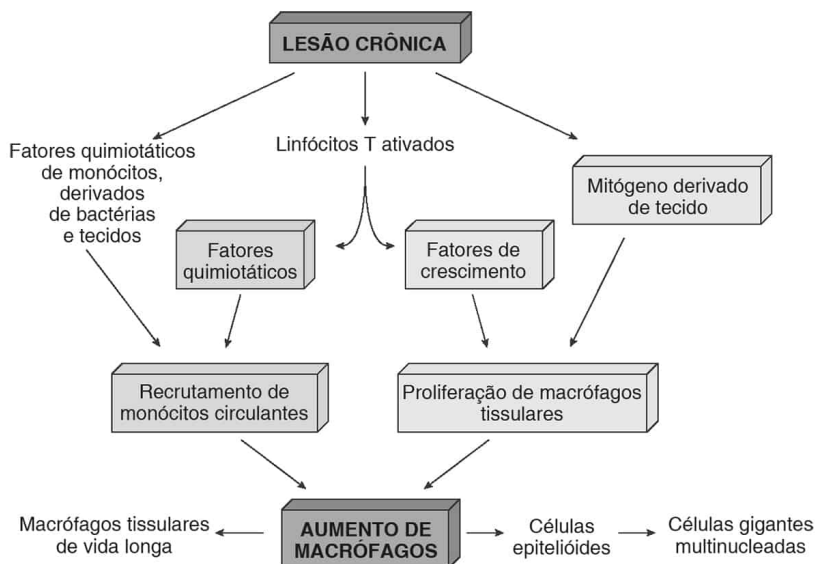 LESÃO CRÔNICA
Fatores quimiotáticos
de monócitos,
derivados
de bactérias
e tecidos
Linfócitos T ativados
Mitógeno derivado
de tecido
Fatores
quimiotáticos
Fatores de
crescimento
Recrutamento de
monócitos circulantes
Proliferação de macrófagos
tissulares
Macrófagos tissulares
de vida longa
AUMENTO DE
MACRÓFAGOS
Células
epitelióides
Células gigantes
multinucleadas